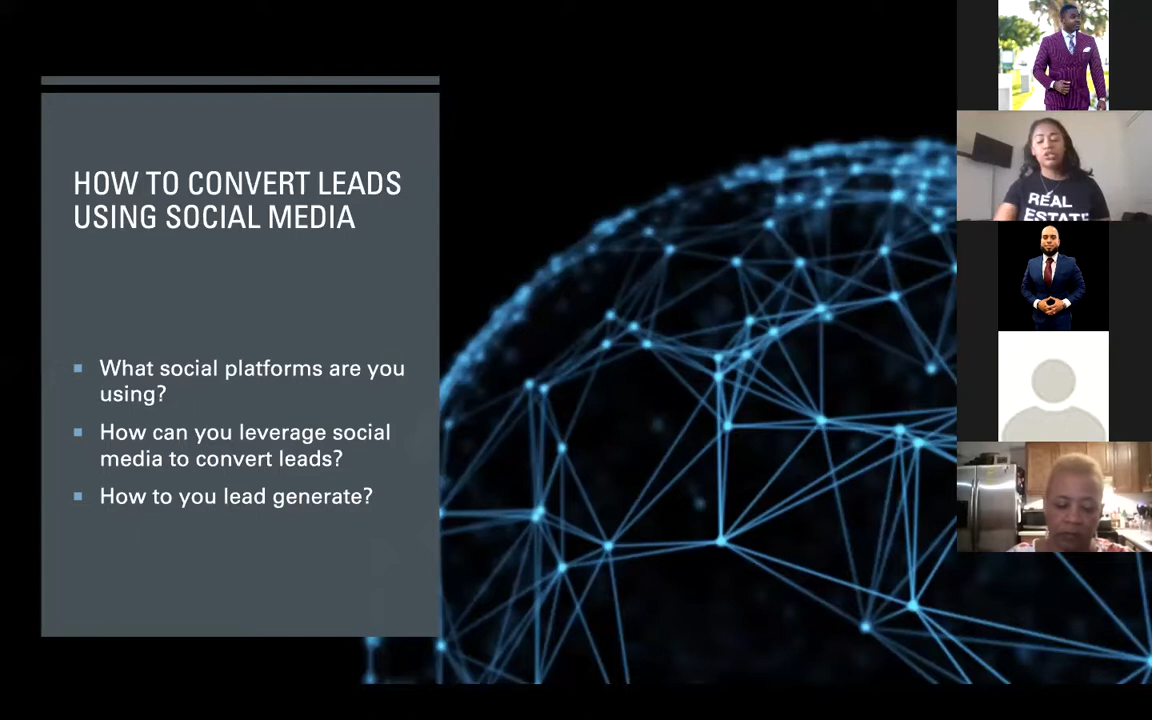 HOW TO CONVERT LEADS
USING SOCIAL MEDIA
What social platforms are you
using?
How can you leverage social
media to convert leads?
How to you lead generate?
REAL
ESTATE